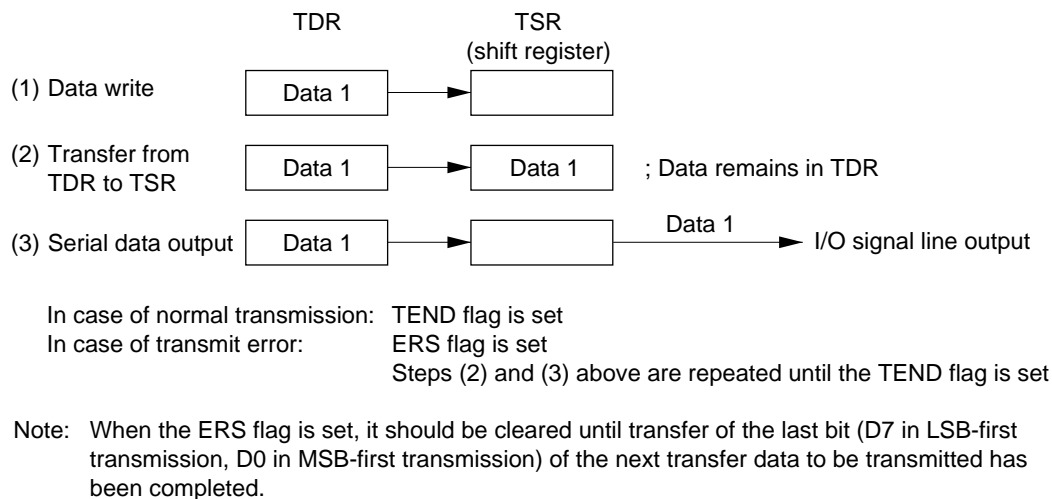 TDR TSR
(shift register)
(1) Data write Data 1
(2) Transfer from
TDR to TSR Data 1 Data 1 ; Data remains in TDR
(3) Serial data output Data 1 Data 1 I/O signal line output
In case of normal transmission: TEND flag is set
In case of transmit error: ERS flag is set
Steps (2) and (3) above are repeated until the TEND flag is set
Note: When the ERS flag is set, it should be cleared until transfer of the last bit (D7 in LSB-first
transmission, D0 in MSB-first transmission) of the next transfer data to be transmitted has
been completed.